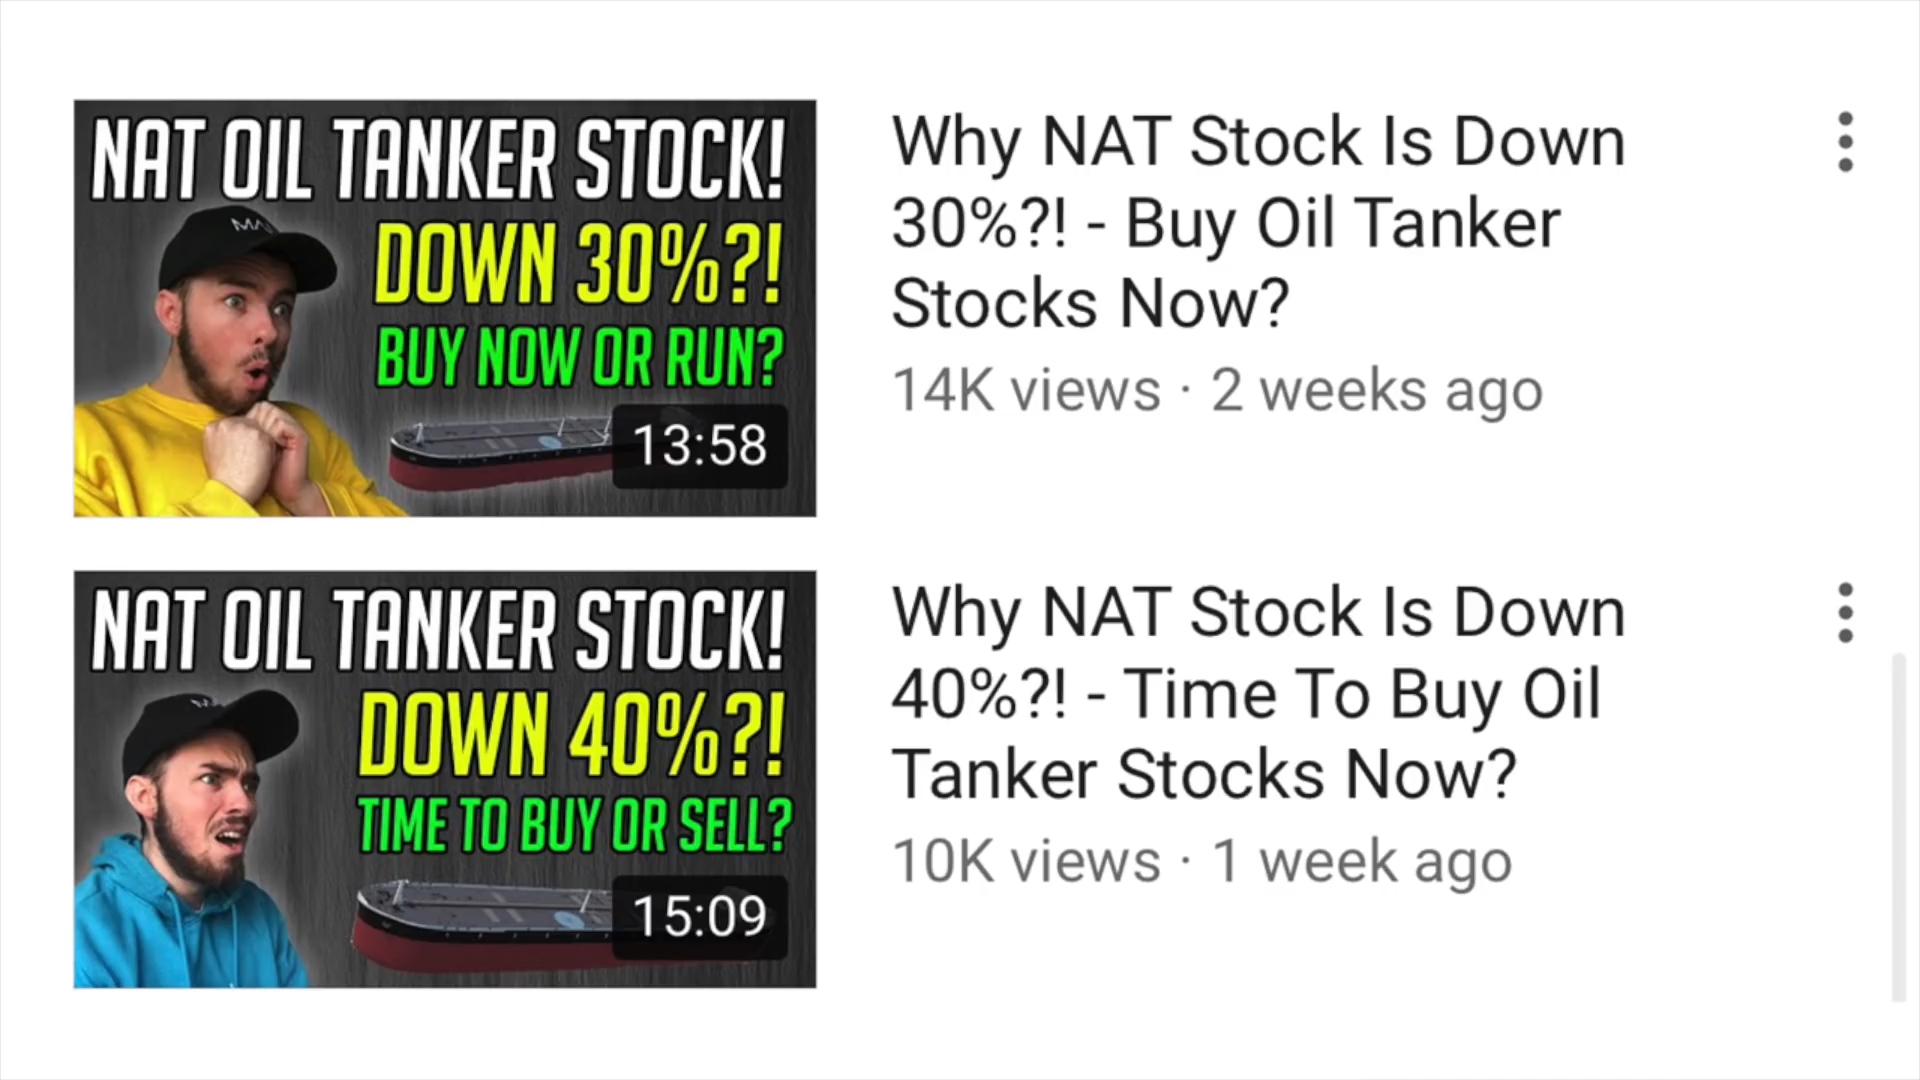 NAT OIL TANKER STOCK!
DOWN 30%?!
BUY NOW OR RUN?
13:58
Why NAT Stock Is Down
30%?! - Buy Oil Tanker
Stocks Now?
14K views · 2 weeks ago
NAT OIL TANKER STOCK!
DOWN 40%?!
TIME TO BUY OR SELL?
15:09
Why NAT Stock Is Down
40%?! - Time To Buy Oil
Tanker Stocks Now?
10K views · 1 week ago